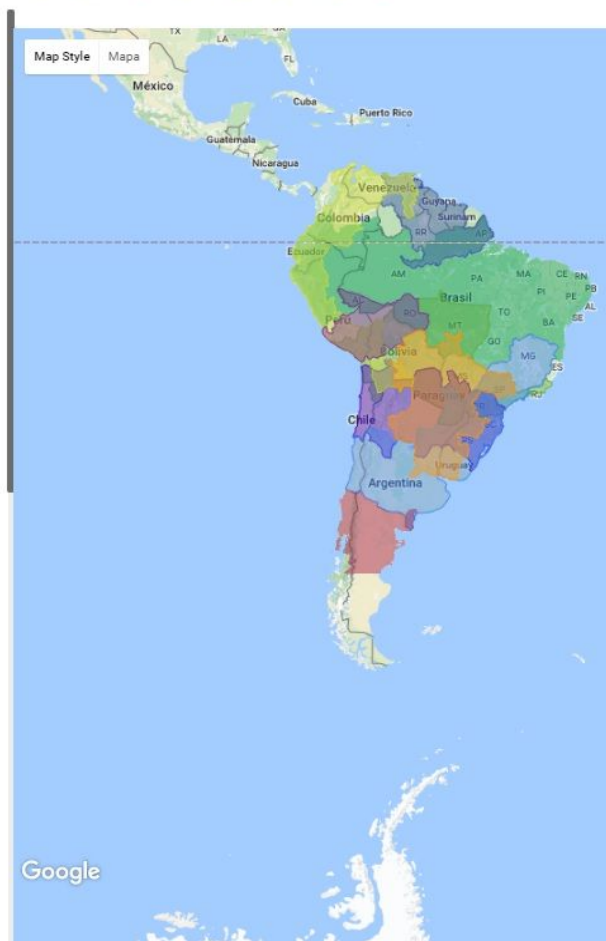 TX
LA
GA
FL
Map Style Mapa
México
Cuba
Puerto Rico
Guatemala
Nicaragua
Venezuela
Guyana
Surinam
Colombia
RR AP
Ecuador
AM PA MA CE RN
PI PB
Brasil PE AL
TO SE
Perú RO BA
MT
GO
Bolivia MG
ES
SP
Paraguay RJ
Chile
Uruguay
Argentina
Google